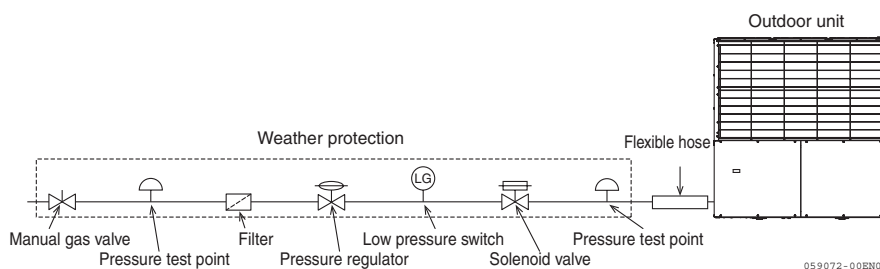 Outdoor unit
Weather protection
Flexible hose
LG
Manual gas valve
Pressure test point
Filter
Pressure regulator
Low pressure switch
Solenoid valve
Pressure test point